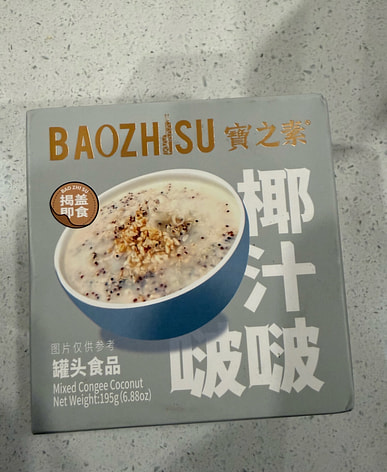 BAOZHISU 寶之素®
BAO ZHI SU
揭盖
即食
椰汁
啵啵
图片仅供参考
罐头食品
Mixed Congee Coconut
Net Weight:195g (6.88oz)